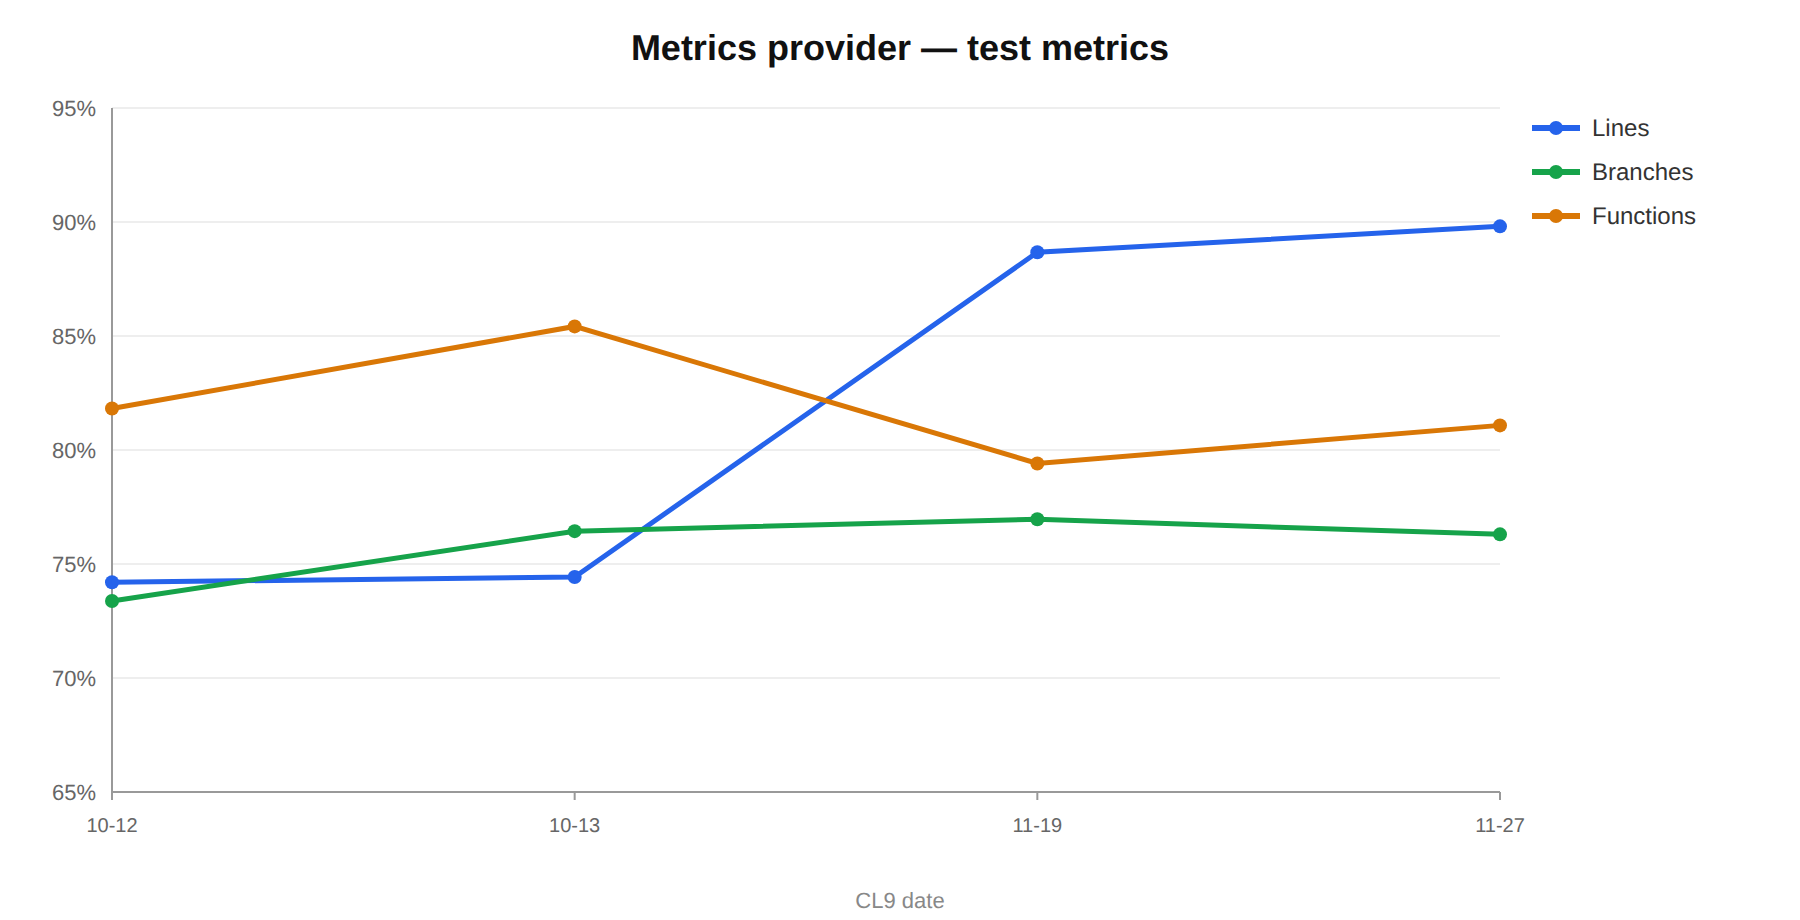 Metrics provider — test metrics
95%
90%
85%
80%
75%
70%
65%
10-12
10-13
11-19
11-27
CL9 date
Lines
Branches
Functions